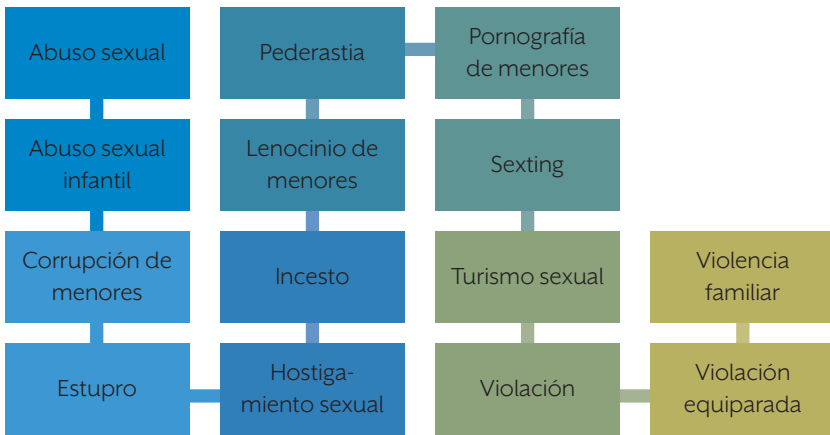 Abuso sexual
Abuso sexual
infantil
Corrupción de
menores
Estupro
Hostiga-
miento sexual
Incesto
Lenocinio de
menores
Pederastia
Pornografía
de menores
Sexting
Turismo sexual
Violación
Violación
equiparada
Violencia
familiar